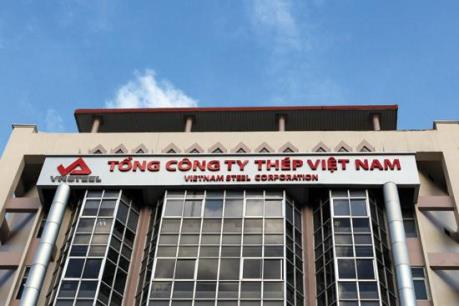 TỔNG CÔNG TY THÉP VIỆT NAM
VNSTEEL
VIETNAM STEEL CORPORATION